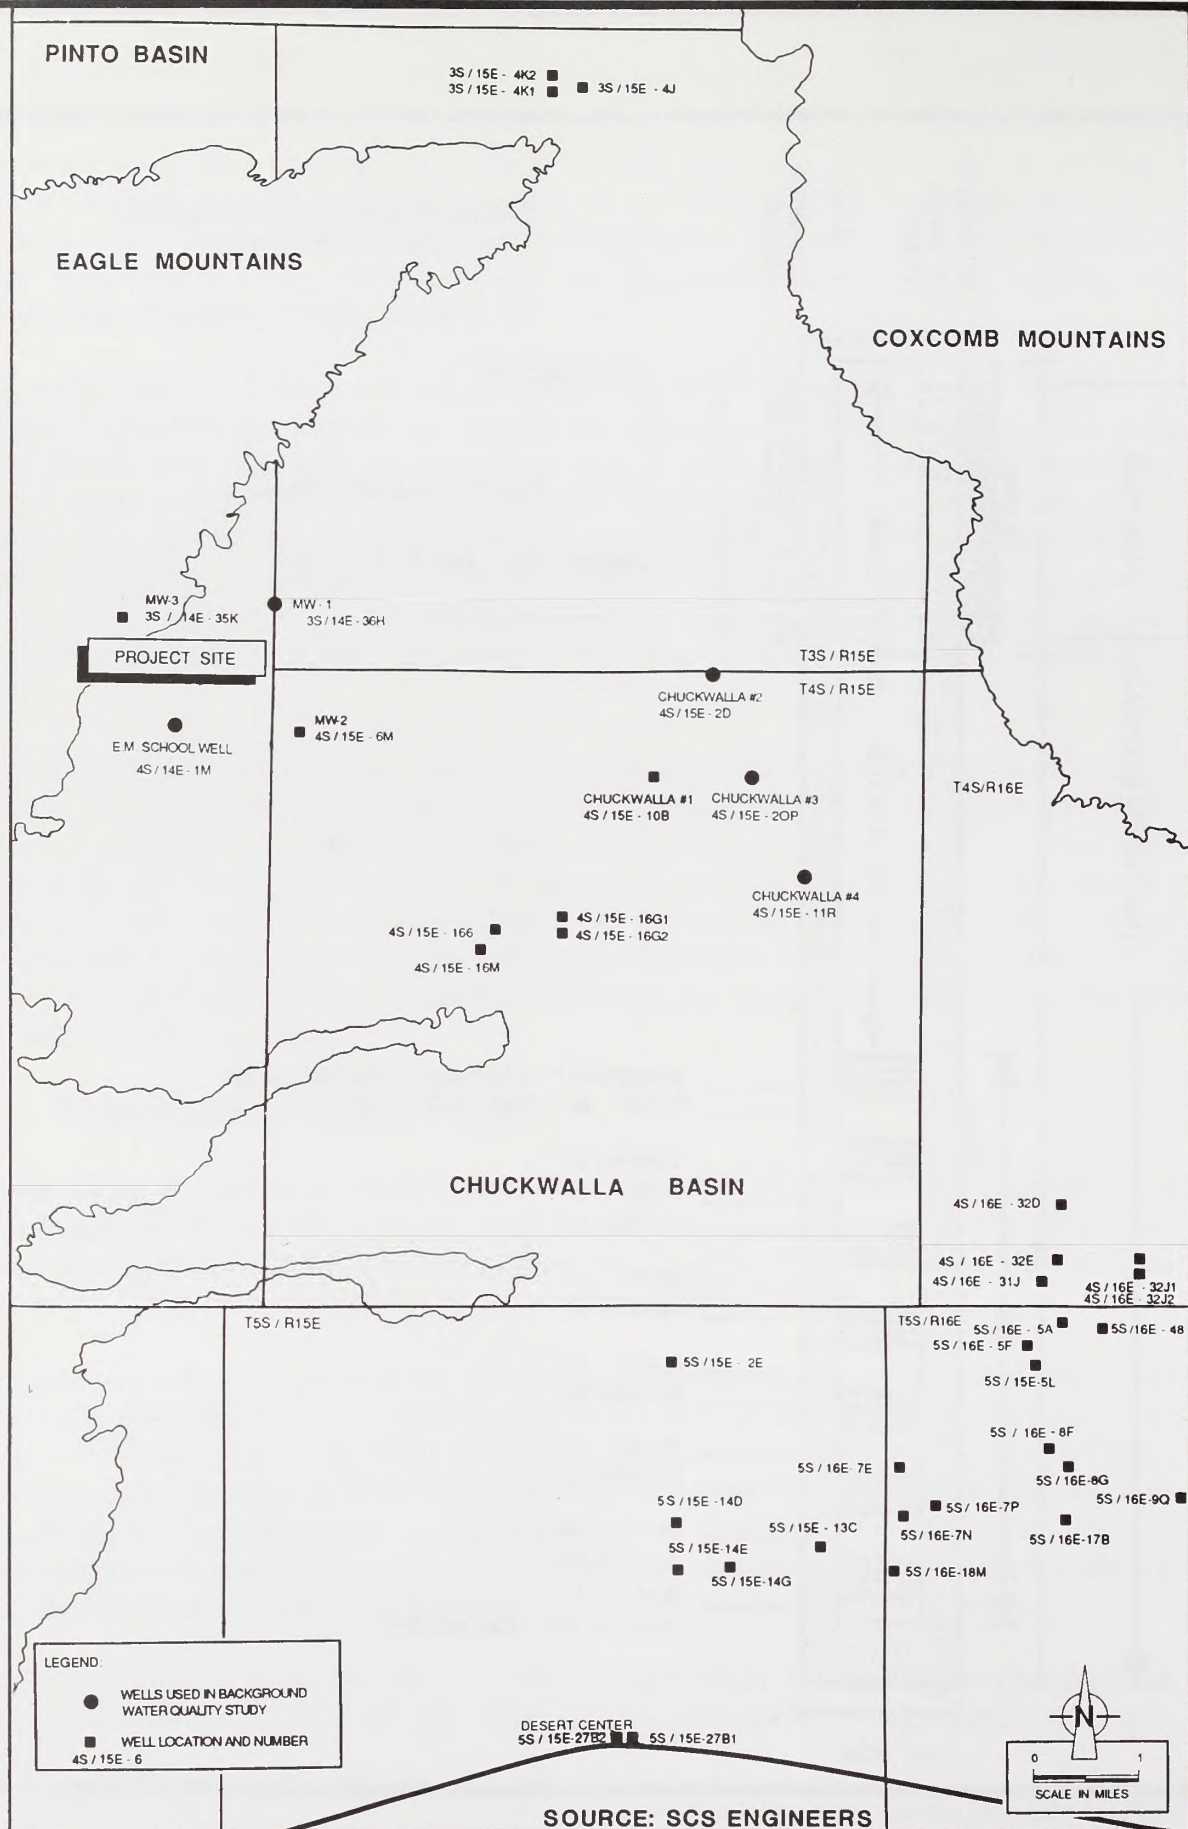 PINTO BASIN
3S / 15E - 4K2
3S / 15E - 4K1
3S / 15E - 4J
EAGLE MOUNTAINS
COXCOMB MOUNTAINS
MW-3
3S / 14E - 35K
MW - 1
3S / 14E - 36H
PROJECT SITE
T3S / R15E
T4S / R15E
CHUCKWALLA #2
4S / 15E - 2D
E.M. SCHOOL WELL
4S / 14E - 1M
MW-2
4S / 15E - 6M
T4S/R16E
CHUCKWALLA #1
4S / 15E - 10B
CHUCKWALLA #3
4S / 15E - 2OP
CHUCKWALLA #4
4S / 15E - 11R
4S / 15E - 16G1
4S / 15E - 166
4S / 15E - 16G2
4S / 15E - 16M
CHUCKWALLA BASIN
4S / 16E - 32D
4S / 16E - 32E
4S / 16E - 31J
4S / 16E - 32J1
4S / 16E - 32J2
T5S / R15E
T5S / R16E
5S / 16E - 5A
5S /16E - 48
5S / 16E - 5F
5S /15E - 2E
5S / 15E-5L
5S / 16E - 8F
5S / 16E- 7E
5S / 16E-8G
5S / 15E -14D
5S / 16E-7P
5S / 16E-9Q
5S / 15E - 13C
5S / 16E-7N
5S / 16E-17B
5S / 15E-14E
5S / 15E-14G
5S / 16E-18M
LEGEND:
WELLS USED IN BACKGROUND
WATER QUALITY STUDY
WELL LOCATION AND NUMBER
4S / 15E - 6
DESERT CENTER
5S / 15E-27B2
5S / 15E-27B1
N
0 1
SCALE IN MILES
SOURCE: SCS ENGINEERS